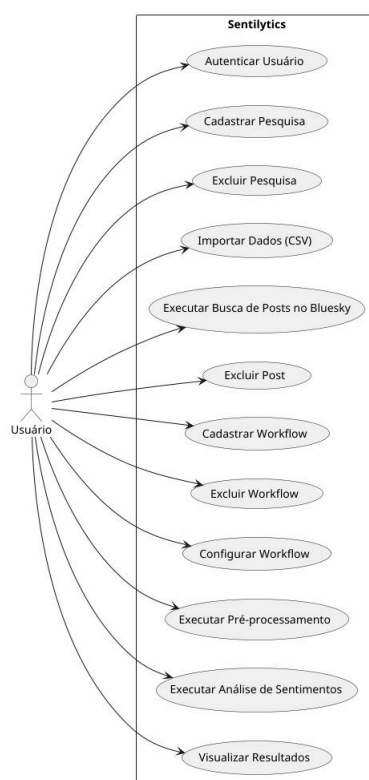 Sentilytics
Autenticar Usuário
Cadastrar Pesquisa
Excluir Pesquisa
Importar Dados (CSV)
Executar Busca de Posts no Bluesky
Excluir Post
Usuário
Cadastrar Workflow
Excluir Workflow
Configurar Workflow
Executar Pré-processamento
Executar Análise de Sentimentos
Visualizar Resultados